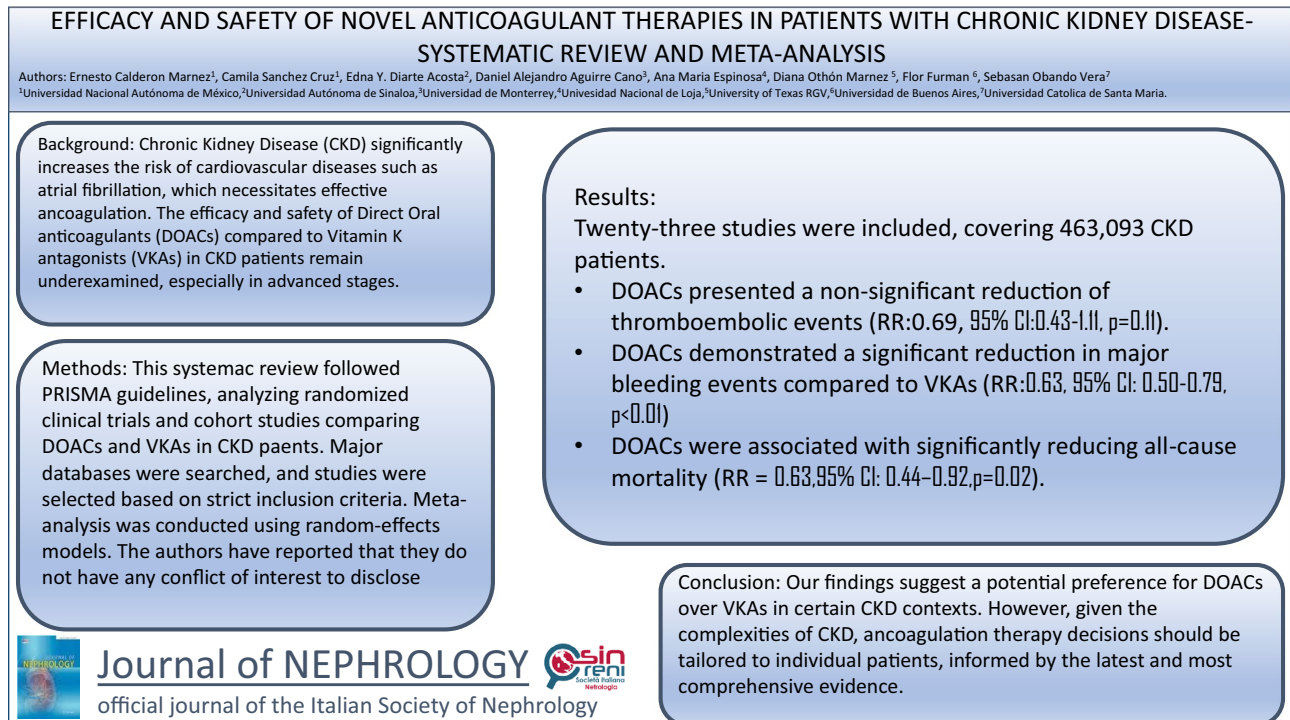 EFFICACY AND SAFETY OF NOVEL ANTICOAGULANT THERAPIES IN PATIENTS WITH CHRONIC KIDNEY DISEASE-
SYSTEMATIC REVIEW AND META-ANALYSIS
Authors: Ernesto Calderon Marnez¹, Camila Sanchez Cruz¹, Edna Y. Diarte Acosta², Daniel Alejandro Aguirre Cano³, Ana Maria Espinosa⁴, Diana Othón Marnez ⁵, Flor Furman ⁶, Sebasan Obando Vera⁷
¹Universidad Nacional Autónoma de México,²Universidad Autónoma de Sinaloa,³Universidad de Monterrey,⁴Univesidad Nacional de Loja,⁵University of Texas RGV,⁶Universidad de Buenos Aires,⁷Universidad Catolica de Santa Maria.
Background: Chronic Kidney Disease (CKD) significantly
increases the risk of cardiovascular diseases such as
atrial fibrillation, which necessitates effective
ancoagulation. The efficacy and safety of Direct Oral
anticoagulants (DOACs) compared to Vitamin K
antagonists (VKAs) in CKD patients remain
underexamined, especially in advanced stages.
Methods: This systemac review followed
PRISMA guidelines, analyzing randomized
clinical trials and cohort studies comparing
DOACs and VKAs in CKD paents. Major
databases were searched, and studies were
selected based on strict inclusion criteria. Meta-
analysis was conducted using random-effects
models. The authors have reported that they do
not have any conflict of interest to disclose
Results:
Twenty-three studies were included, covering 463,093 CKD
patients.
• DOACs presented a non-significant reduction of
thromboembolic events (RR:0.69, 95% CI:0.43-1.11, p=0.11).
• DOACs demonstrated a significant reduction in major
bleeding events compared to VKAs (RR:0.63, 95% CI: 0.50-0.79,
p<0.01)
• DOACs were associated with significantly reducing all-cause
mortality (RR = 0.63,95% CI: 0.44–0.92,p=0.02).
Conclusion: Our findings suggest a potential preference for DOACs
over VKAs in certain CKD contexts. However, given the
complexities of CKD, ancoagulation therapy decisions should be
tailored to individual patients, informed by the latest and most
comprehensive evidence.
NEPHROLOGY
Journal of NEPHROLOGY
official journal of the Italian Society of Nephrology
sin
reni
Società Italiana
Nefrologia